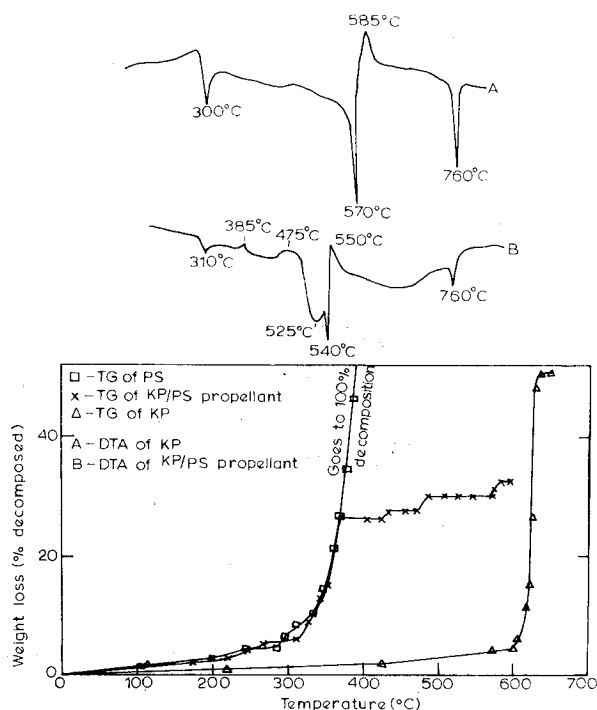 585°C
300°C
A
760°C
570°C
385°C
475°C
550°C
B
310°C
760°C
525°C
540°C
□ – TG of PS
x – TG of KP/PS propellant
△ – TG of KP
A – DTA of KP
B – DTA of KP/PS propellant
Goes to 100%
decomposition
Weight loss (% decomposed)
40
20
0
0
100
200
300
400
500
600
700
Temperature (°C)